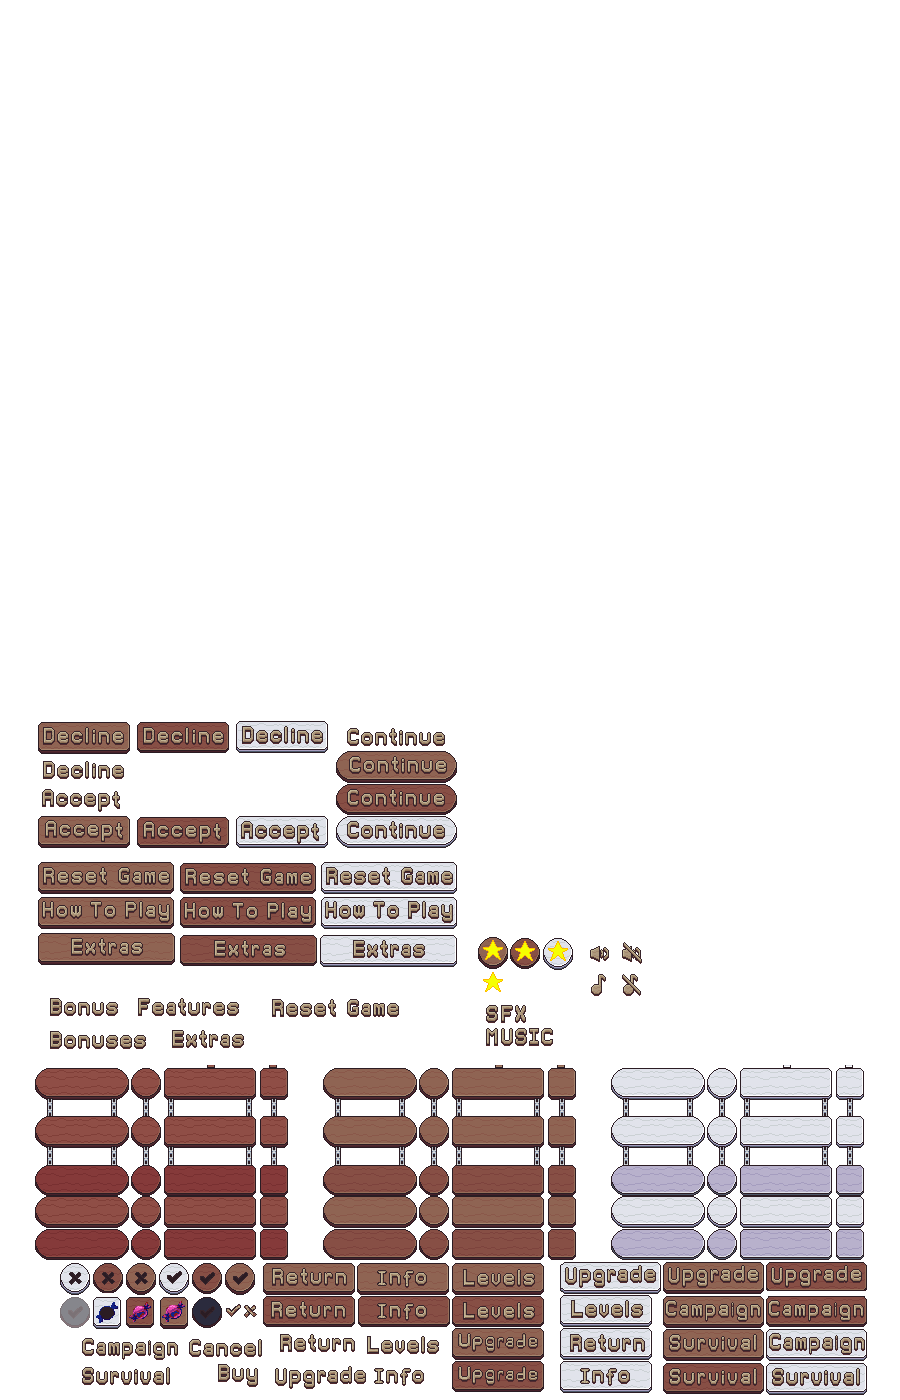 Decline Decline Decline Continue
Decline Continue
Accept Continue
Accept Accept Accept Continue
Reset Game Reset Game Reset Game
How To Play How To Play How To Play
Extras Extras Extras
Bonus Features Reset Game SFX
Bonuses Extras MUSIC
Return Info Levels Upgrade Upgrade Upgrade
Return Info Levels Levels Campaign Campaign
Campaign Cancel Return Levels Upgrade Return Survival Campaign
Survival Buy Upgrade Info Upgrade Info Survival Survival